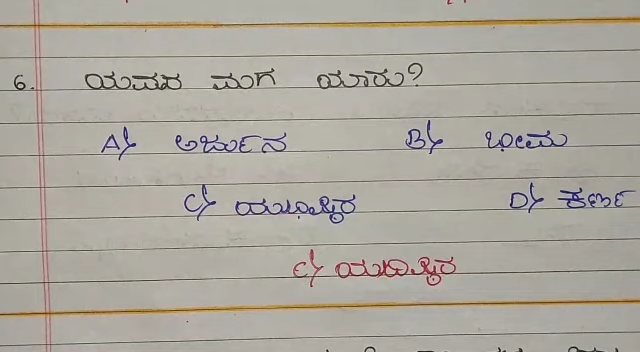 6. ಯಮನ ಮಗ ಯಾರು?
A) ಅರ್ಜುನ B) ಭೀಮ
C) ಯುಧಿಷ್ಠಿರ D) ಕರ್ಣ
C) ಯುಧಿಷ್ಠಿರ